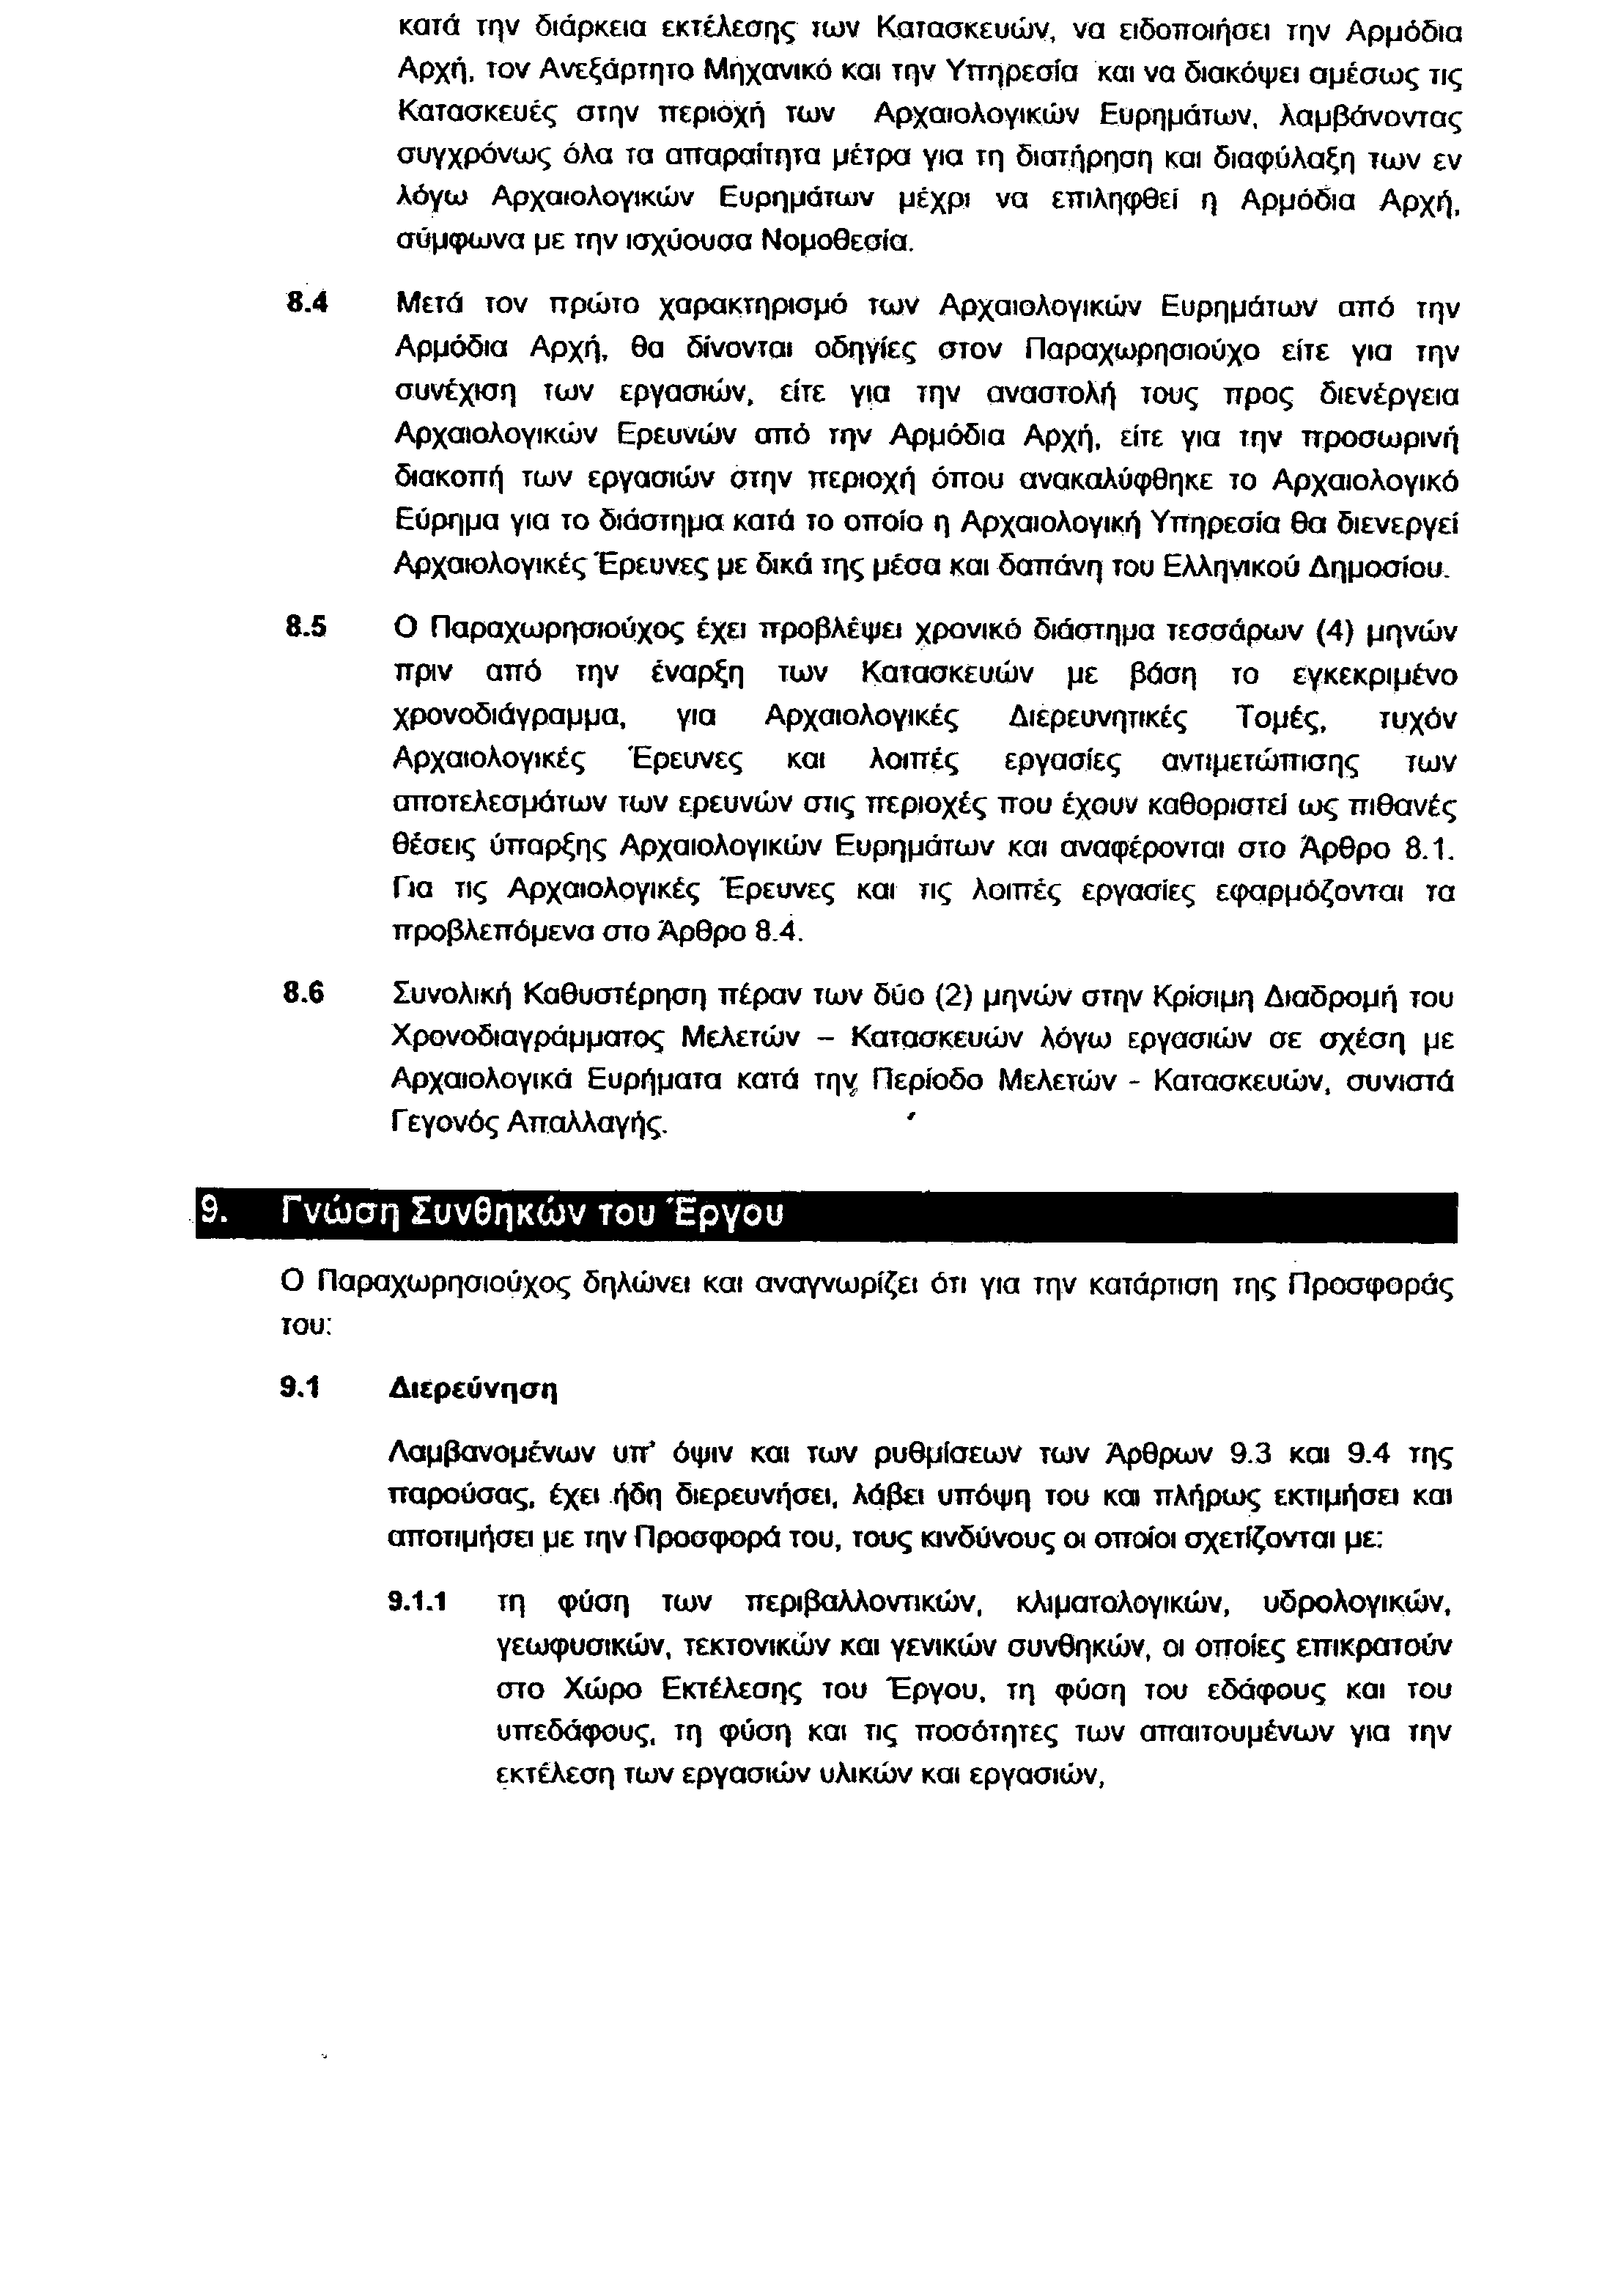 κατά την διάρκεια εκτέλεσης των Κατασκευών, να ειδοποιήσει την Αρμόδια
Αρχή, τον Ανεξάρτητο Μηχανικό και την Υπηρεσία και να διακόψει αμέσως τις
Κατασκευές στην περιοχή των Αρχαιολογικών Ευρημάτων, λαμβάνοντας
συγχρόνως όλα τα απαραίτητα μέτρα για τη διατήρηση και διαφύλαξη των εν
λόγω Αρχαιολογικών Ευρημάτων μέχρι να επιληφθεί η Αρμόδια Αρχή,
σύμφωνα με την ισχύουσα Νομοθεσία.
8.4 Μετά τον πρώτο χαρακτηρισμό των Αρχαιολογικών Ευρημάτων από την
Αρμόδια Αρχή, θα δίνονται οδηγίες στον Παραχωρησιούχο είτε για την
συνέχιση των εργασιών, είτε για την αναστολή τους προς διενέργεια
Αρχαιολογικών Ερευνών από την Αρμόδια Αρχή, είτε για την προσωρινή
διακοπή των εργασιών στην περιοχή όπου ανακαλύφθηκε το Αρχαιολογικό
Εύρημα για το διάστημα κατά το οποίο η Αρχαιολογική Υπηρεσία θα διενεργεί
Αρχαιολογικές Έρευνες με δικά της μέσα και δαπάνη του Ελληνικού Δημοσίου.
8.5 Ο Παραχωρησιούχος έχει προβλέψει χρονικό διάστημα τεσσάρων (4) μηνών
πριν από την έναρξη των Κατασκευών με βάση το εγκεκριμένο
χρονοδιάγραμμα, για Αρχαιολογικές Διερευνητικές Τομές, τυχόν
Αρχαιολογικές Έρευνες και λοιπές εργασίες αντιμετώπισης των
αποτελεσμάτων των ερευνών στις περιοχές που έχουν καθοριστεί ως πιθανές
θέσεις ύπαρξης Αρχαιολογικών Ευρημάτων και αναφέρονται στο Άρθρο 8.1.
Για τις Αρχαιολογικές Έρευνες και τις λοιπές εργασίες εφαρμόζονται τα
προβλεπόμενα στο Άρθρο 8.4.
8.6 Συνολική Καθυστέρηση πέραν των δύο (2) μηνών στην Κρίσιμη Διαδρομή του
Χρονοδιαγράμματος Μελετών – Κατασκευών λόγω εργασιών σε σχέση με
Αρχαιολογικά Ευρήματα κατά την Περίοδο Μελετών - Κατασκευών, συνιστά
Γεγονός Απαλλαγής.
9. Γνώση Συνθηκών του Έργου
Ο Παραχωρησιούχος δηλώνει και αναγνωρίζει ότι για την κατάρτιση της Προσφοράς
του:
9.1 Διερεύνηση
Λαμβανομένων υπ' όψιν και των ρυθμίσεων των Άρθρων 9.3 και 9.4 της
παρούσας, έχει ήδη διερευνήσει, λάβει υπόψη του και πλήρως εκτιμήσει και
αποτιμήσει με την Προσφορά του, τους κινδύνους οι οποίοι σχετίζονται με:
9.1.1 τη φύση των περιβαλλοντικών, κλιματολογικών, υδρολογικών,
γεωφυσικών, τεκτονικών και γενικών συνθηκών, οι οποίες επικρατούν
στο Χώρο Εκτέλεσης του Έργου, τη φύση του εδάφους και του
υπεδάφους, τη φύση και τις ποσότητες των απαιτουμένων για την
εκτέλεση των εργασιών υλικών και εργασιών,